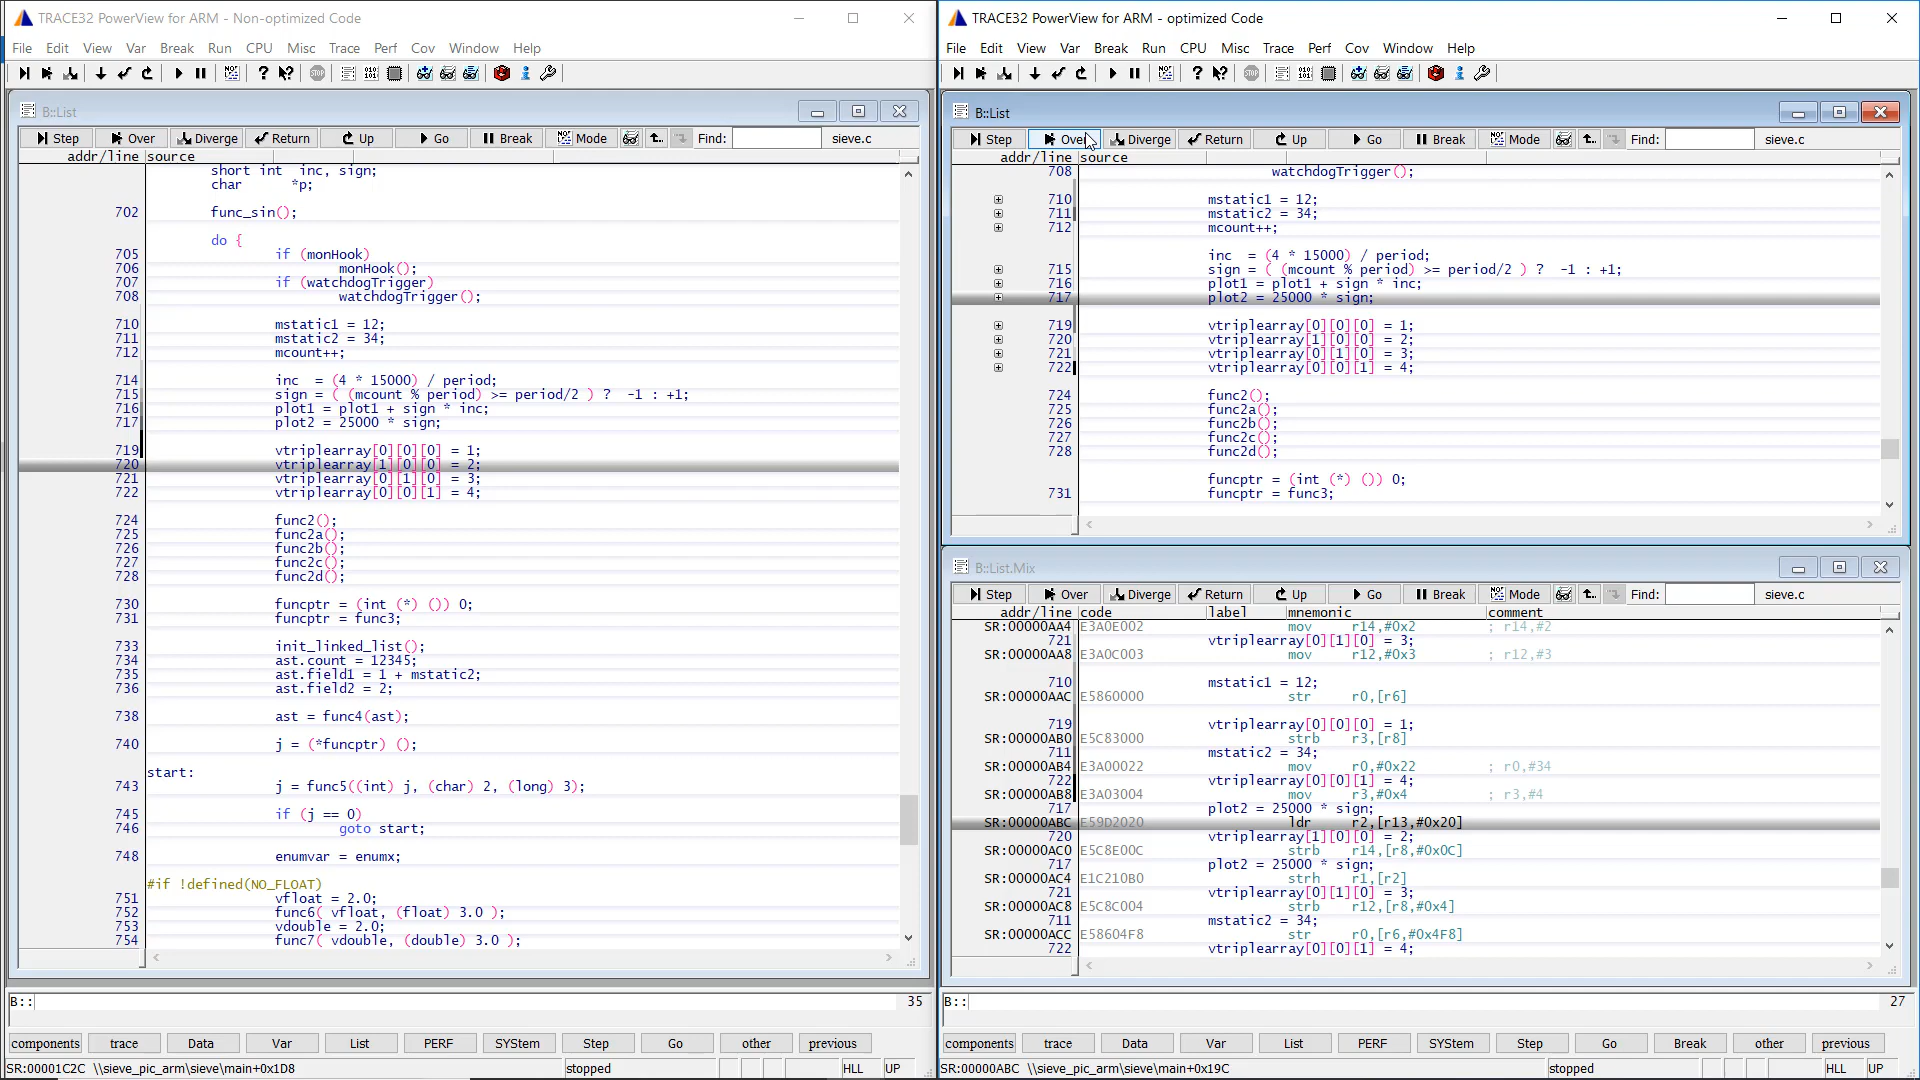 TRACE32 PowerView for ARM - Non-optimized Code
File Edit View Var Break Run CPU Misc Trace Perf Cov Window Help
B::List
Step Over Diverge Return Up Go Break Mode Find: sieve.c
addr/line source
short int  inc, sign;
char      *p;
702 func_sin();
do {
705 if (monHook)
706 monHook();
707 if (watchdogTrigger)
708 watchdogTrigger();
710 mstatic1 = 12;
711 mstatic2 = 34;
712 mcount++;
714 inc  = (4 * 15000) / period;
715 sign = ( (mcount % period) >= period/2 ) ?  -1 : +1;
716 plot1 = plot1 + sign * inc;
717 plot2 = 25000 * sign;
719 vtriplearray[0][0][0] = 1;
720 vtriplearray[1][0][0] = 2;
721 vtriplearray[0][1][0] = 3;
722 vtriplearray[0][0][1] = 4;
724 func2();
725 func2a();
726 func2b();
727 func2c();
728 func2d();
730 funcptr = (int (*) ()) 0;
731 funcptr = func3;
733 init_linked_list();
734 ast.count = 12345;
735 ast.field1 = 1 + mstatic2;
736 ast.field2 = 2;
738 ast = func4(ast);
740 j = (*funcptr) ();
start:
743 j = func5((int) j, (char) 2, (long) 3);
745 if (j == 0)
746 goto start;
748 enumvar = enumx;
#if !defined(NO_FLOAT)
751 vfloat = 2.0;
752 func6( vfloat, (float) 3.0 );
753 vdouble = 2.0;
754 func7( vdouble, (double) 3.0 );
B:: 35
components trace Data Var List PERF SYStem Step Go other previous
SR:00001C2C \\sieve_pic_arm\sieve\main+0x1D8 stopped HLL UP
TRACE32 PowerView for ARM - optimized Code
File Edit View Var Break Run CPU Misc Trace Perf Cov Window Help
B::List
Step Over Diverge Return Up Go Break Mode Find: sieve.c
addr/line source
708 watchdogTrigger();
710 mstatic1 = 12;
711 mstatic2 = 34;
712 mcount++;
inc  = (4 * 15000) / period;
715 sign = ( (mcount % period) >= period/2 ) ?  -1 : +1;
716 plot1 = plot1 + sign * inc;
717 plot2 = 25000 * sign;
719 vtriplearray[0][0][0] = 1;
720 vtriplearray[1][0][0] = 2;
721 vtriplearray[0][1][0] = 3;
722 vtriplearray[0][0][1] = 4;
724 func2();
725 func2a();
726 func2b();
727 func2c();
728 func2d();
funcptr = (int (*) ()) 0;
731 funcptr = func3;
B::List.Mix
Step Over Diverge Return Up Go Break Mode Find: sieve.c
addr/line code label mnemonic comment
SR:00000AA4 E3A0E002 mov r14,#0x2 ; r14,#2
721 vtriplearray[0][1][0] = 3;
SR:00000AA8 E3A0C003 mov r12,#0x3 ; r12,#3
710 mstatic1 = 12;
SR:00000AAC E5860000 str r0,[r6]
719 vtriplearray[0][0][0] = 1;
SR:00000AB0 E5C83000 strb r3,[r8]
711 mstatic2 = 34;
SR:00000AB4 E3A00022 mov r0,#0x22 ; r0,#34
722 vtriplearray[0][0][1] = 4;
SR:00000AB8 E3A03004 mov r3,#0x4 ; r3,#4
717 plot2 = 25000 * sign;
SR:00000ABC E59D2020 ldr r2,[r13,#0x20]
720 vtriplearray[1][0][0] = 2;
SR:00000AC0 E5C8E00C strb r14,[r8,#0x0C]
717 plot2 = 25000 * sign;
SR:00000AC4 E1C210B0 strh r1,[r2]
721 vtriplearray[0][1][0] = 3;
SR:00000AC8 E5C8C004 strb r12,[r8,#0x4]
711 mstatic2 = 34;
SR:00000ACC E58604F8 str r0,[r6,#0x4F8]
722 vtriplearray[0][0][1] = 4;
B:: 27
components trace Data Var List PERF SYStem Step Go Break other previous
SR:00000ABC \\sieve_pic_arm\sieve\main+0x19C stopped HLL UP